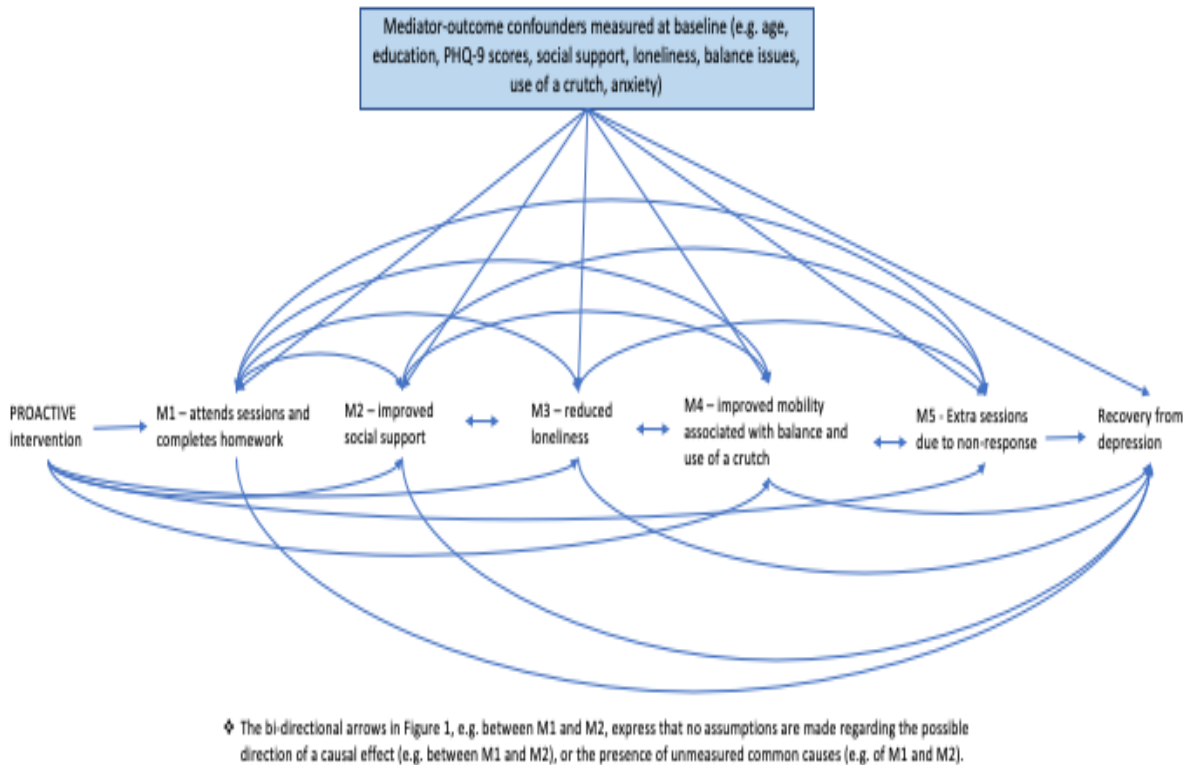 Mediator-outcome confounders measured at baseline (e.g. age,
education, PHQ-9 scores, social support, loneliness, balance issues,
use of a crutch, anxiety)
PROACTIVE
intervention
M1 – attends sessions and
completes homework
M2 – improved
social support
M3 – reduced
loneliness
M4 – improved mobility
associated with balance and
use of a crutch
M5 - Extra sessions
due to non-response
Recovery from
depression
❖ The bi-directional arrows in Figure 1, e.g. between M1 and M2, express that no assumptions are made regarding the possible
direction of a causal effect (e.g. between M1 and M2), or the presence of unmeasured common causes (e.g. of M1 and M2).